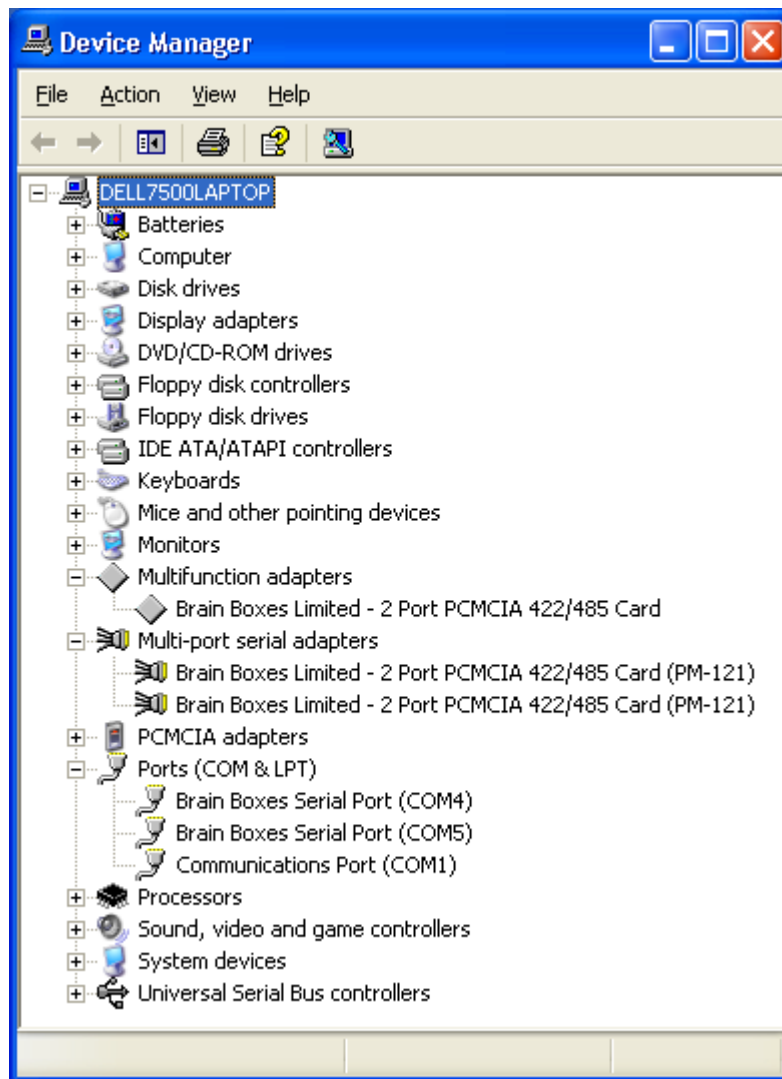 Device Manager
File Action View Help
DELL7500LAPTOP
Batteries
Computer
Disk drives
Display adapters
DVD/CD-ROM drives
Floppy disk controllers
Floppy disk drives
IDE ATA/ATAPI controllers
Keyboards
Mice and other pointing devices
Monitors
Multifunction adapters
Brain Boxes Limited - 2 Port PCMCIA 422/485 Card
Multi-port serial adapters
Brain Boxes Limited - 2 Port PCMCIA 422/485 Card (PM-121)
Brain Boxes Limited - 2 Port PCMCIA 422/485 Card (PM-121)
PCMCIA adapters
Ports (COM & LPT)
Brain Boxes Serial Port (COM4)
Brain Boxes Serial Port (COM5)
Communications Port (COM1)
Processors
Sound, video and game controllers
System devices
Universal Serial Bus controllers